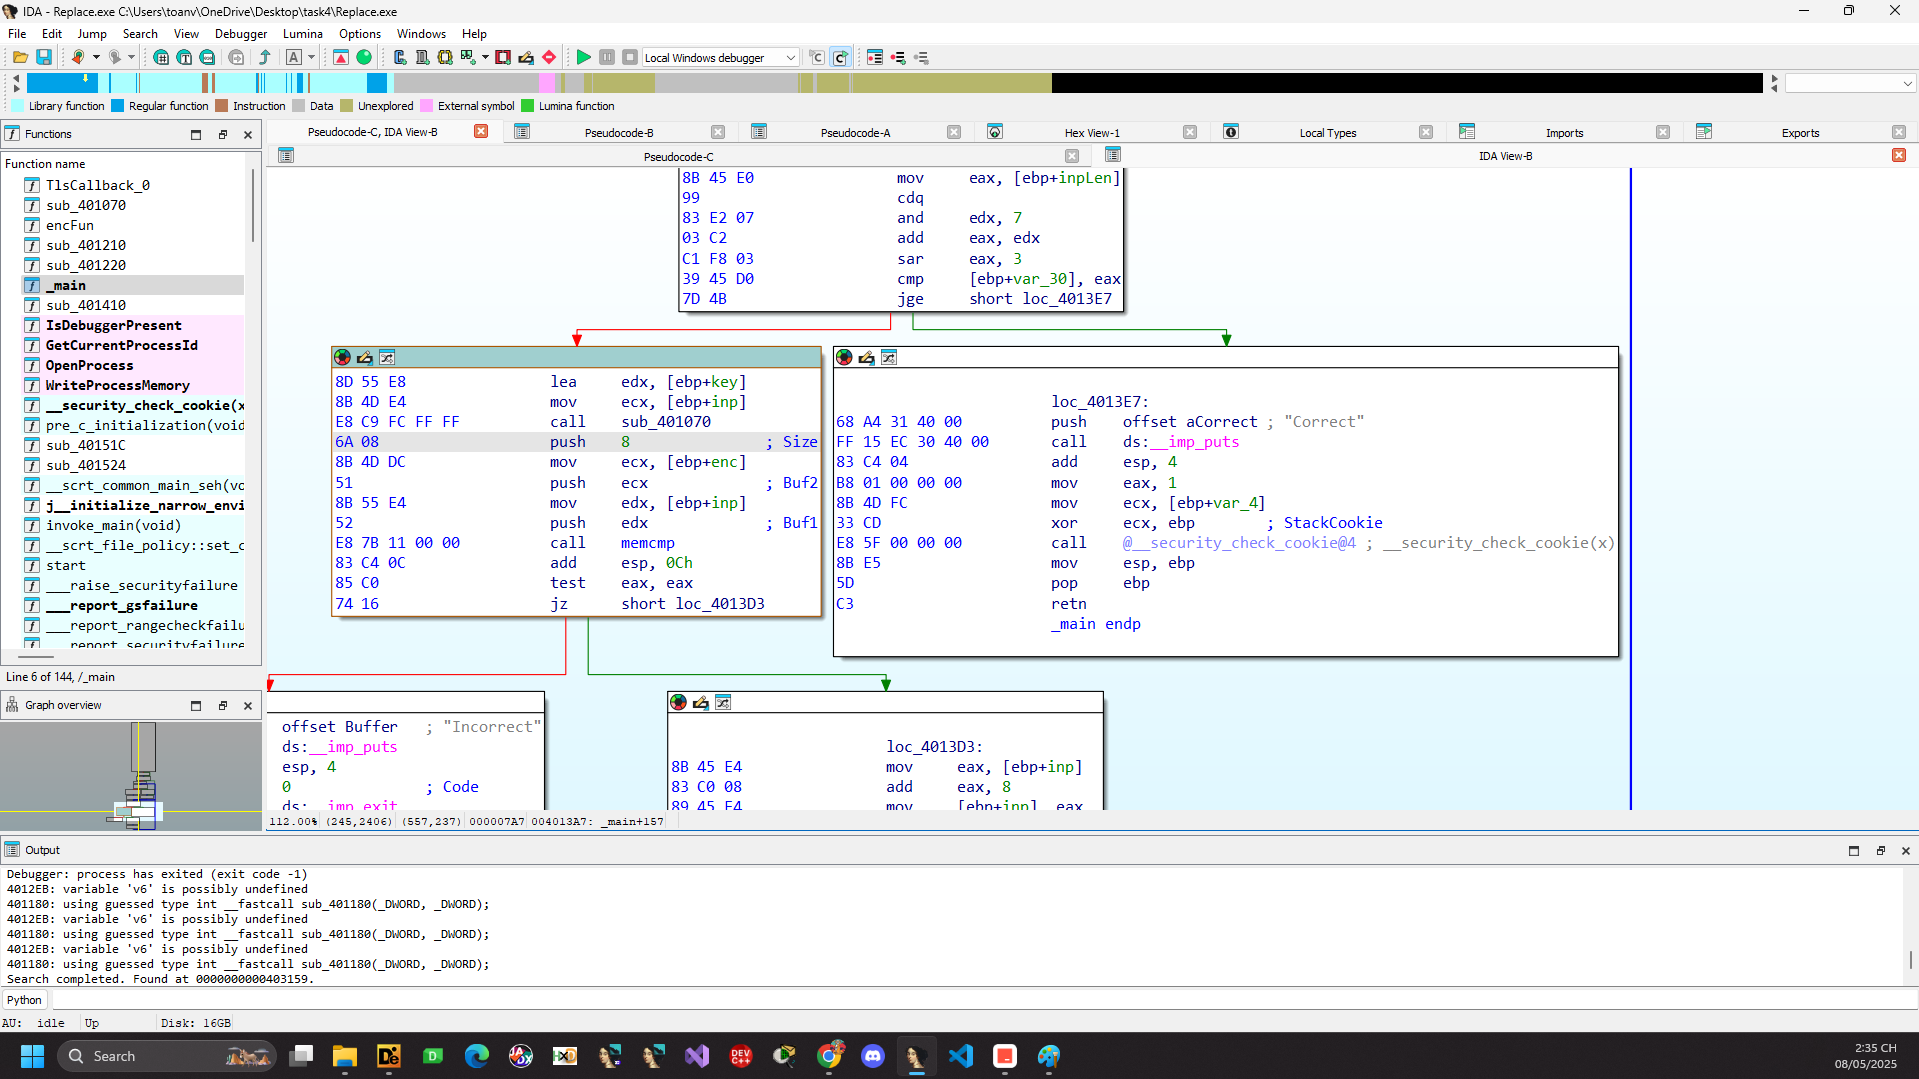 IDA - Replace.exe C:\Users\toanv\OneDrive\Desktop\task4\Replace.exe
File Edit Jump Search View Debugger Lumina Options Windows Help
Local Windows debugger
Library function Regular function Instruction Data Unexplored External symbol Lumina function
Functions
Pseudocode-C, IDA View-B Pseudocode-B Pseudocode-A Hex View-1 Local Types Imports Exports
Pseudocode-C IDA View-B
Function name
TlsCallback_0
sub_401070
encFun
sub_401210
sub_401220
_main
sub_401410
IsDebuggerPresent
GetCurrentProcessId
OpenProcess
WriteProcessMemory
__security_check_cookie(x
pre_c_initialization(void
sub_40151C
sub_401524
__scrt_common_main_seh(vo
j__initialize_narrow_envi
invoke_main(void)
__scrt_file_policy::set_c
start
___raise_securityfailure
___report_gsfailure
___report_rangecheckfailu
___report_securityfailure
Line 6 of 144, /_main
Graph overview
8B 45 E0 mov eax, [ebp+inpLen]
99 cdq
83 E2 07 and edx, 7
03 C2 add eax, edx
C1 F8 03 sar eax, 3
39 45 D0 cmp [ebp+var_30], eax
7D 4B jge short loc_4013E7
8D 55 E8 lea edx, [ebp+key]
8B 4D E4 mov ecx, [ebp+inp]
E8 C9 FC FF FF call sub_401070
6A 08 push 8 ; Size
8B 4D DC mov ecx, [ebp+enc]
51 push ecx ; Buf2
8B 55 E4 mov edx, [ebp+inp]
52 push edx ; Buf1
E8 7B 11 00 00 call memcmp
83 C4 0C add esp, 0Ch
85 C0 test eax, eax
74 16 jz short loc_4013D3
loc_4013E7:
68 A4 31 40 00 push offset aCorrect ; "Correct"
FF 15 EC 30 40 00 call ds:__imp_puts
83 C4 04 add esp, 4
B8 01 00 00 00 mov eax, 1
8B 4D FC mov ecx, [ebp+var_4]
33 CD xor ecx, ebp ; StackCookie
E8 5F 00 00 00 call @__security_check_cookie@4 ; __security_check_cookie(x)
8B E5 mov esp, ebp
5D pop ebp
C3 retn
_main endp
offset Buffer ; "Incorrect"
ds:__imp_puts
esp, 4
0 ; Code
ds:__imp_exit
loc_4013D3:
8B 45 E4 mov eax, [ebp+inp]
83 C0 08 add eax, 8
89 45 E4 mov [ebp+inp], eax
112.00% (245,2406) (557,237) 000007A7 004013A7: _main+157
Output
Debugger: process has exited (exit code -1)
4012EB: variable 'v6' is possibly undefined
401180: using guessed type int __fastcall sub_401180(_DWORD, _DWORD);
4012EB: variable 'v6' is possibly undefined
401180: using guessed type int __fastcall sub_401180(_DWORD, _DWORD);
4012EB: variable 'v6' is possibly undefined
401180: using guessed type int __fastcall sub_401180(_DWORD, _DWORD);
Search completed. Found at 0000000000403159.
Python
AU: idle Up Disk: 16GB
Search
2:35 CH
08/05/2025